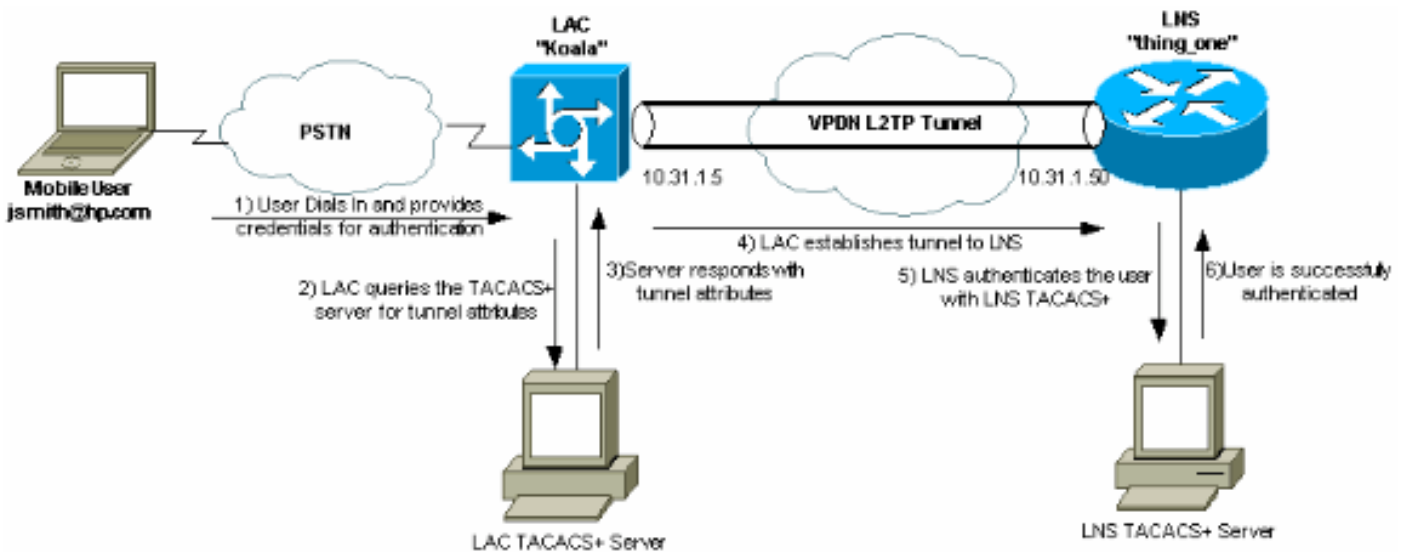 LAC
"Koala"
LNS
"thing_one"
PSTN
VPDN L2TP Tunnel
10.31.1.5
10.31.1.50
Mobile User
jsmith@hp.com
1) User Dials In and provides
credentials for authentication
4) LAC establishes tunnel to LNS
2) LAC queries the TACACS+
server for tunnel attributes
3)Server responds with
tunnel attributes
5) LNS authenticates the user
with LNS TACACS+
6)User is successfully
authenticated
LAC TACACS+ Server
LNS TACACS+ Server